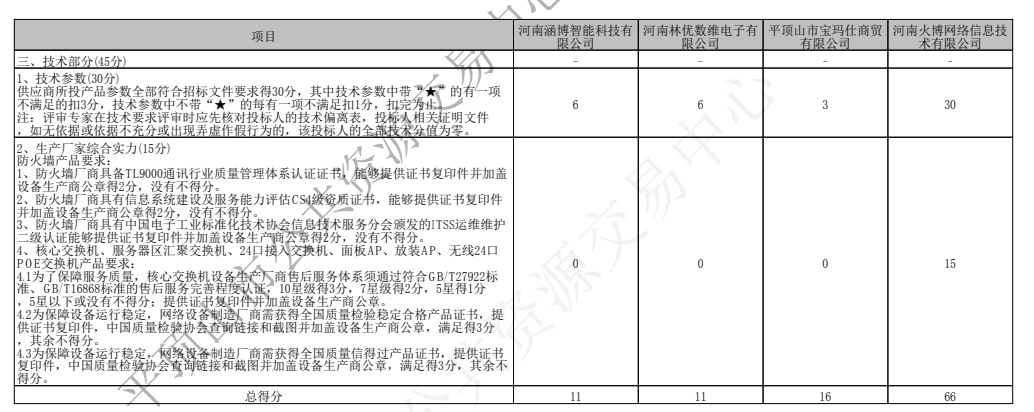 项目 河南涵博智能科技有限公司 河南林优数维电子有限公司 平顶山市宝玛仕商贸有限公司 河南火博网络信息技术有限公司
三、技术部分(45分) - - - -
1、技术参数(30分)
供应商所投产品参数全部符合招标文件要求得30分，其中技术参数中带“★”的有一项
不满足的扣3分，技术参数中不带“★”的每有一项不满足扣1分，扣完为止。
注：评审专家在技术要求评审时应先核对投标人的技术偏离表，投标人相关证明文件
，如无依据或依据不充分或出现弄虚作假行为的，该投标人的全部技术分值为零。
6 6 3 30
2、生产厂家综合实力(15分)
防火墙产品要求：
1、防火墙厂商具备TL9000通讯行业质量管理体系认证证书，能够提供证书复印件并加盖
设备生产商公章得2分，没有不得分。
2、防火墙厂商具有信息系统建设及服务能力评估CS4级资质证书，能够提供证书复印件
并加盖设备生产商公章得2分，没有不得分。
3、防火墙厂商具有中国电子工业标准化技术协会信息技术服务分会颁发的ITSS运维维护
二级认证能够提供证书复印件并加盖设备生产商公章得2分，没有不得分。
4、核心交换机、服务器区汇聚交换机、24口接入交换机、面板AP、放装AP、无线24口
POE交换机产品要求：
4.1为了保障服务质量，核心交换机设备生产厂商售后服务体系须通过符合GB/T27922标
准、GB/T16868标准的售后服务完善程度认证，10星级得3分，7星级得2分，5星得1分
，5星以下或没有不得分；提供证书复印件并加盖设备生产商公章。
4.2为保障设备运行稳定，网络设备制造厂商需获得全国质量检验稳定合格产品证书，提
供证书复印件，中国质量检验协会查询链接和截图并加盖设备生产商公章，满足得3分
，其余不得分。
4.3为保障设备运行稳定，网络设备制造厂商需获得全国质量信得过产品证书，提供证书
复印件，中国质量检验协会查询链接和截图并加盖设备生产商公章，满足得3分，其余不
得分。
0 0 0 15
总得分 11 11 16 66
平顶山市公共资源交易中心
公共资源交易中心